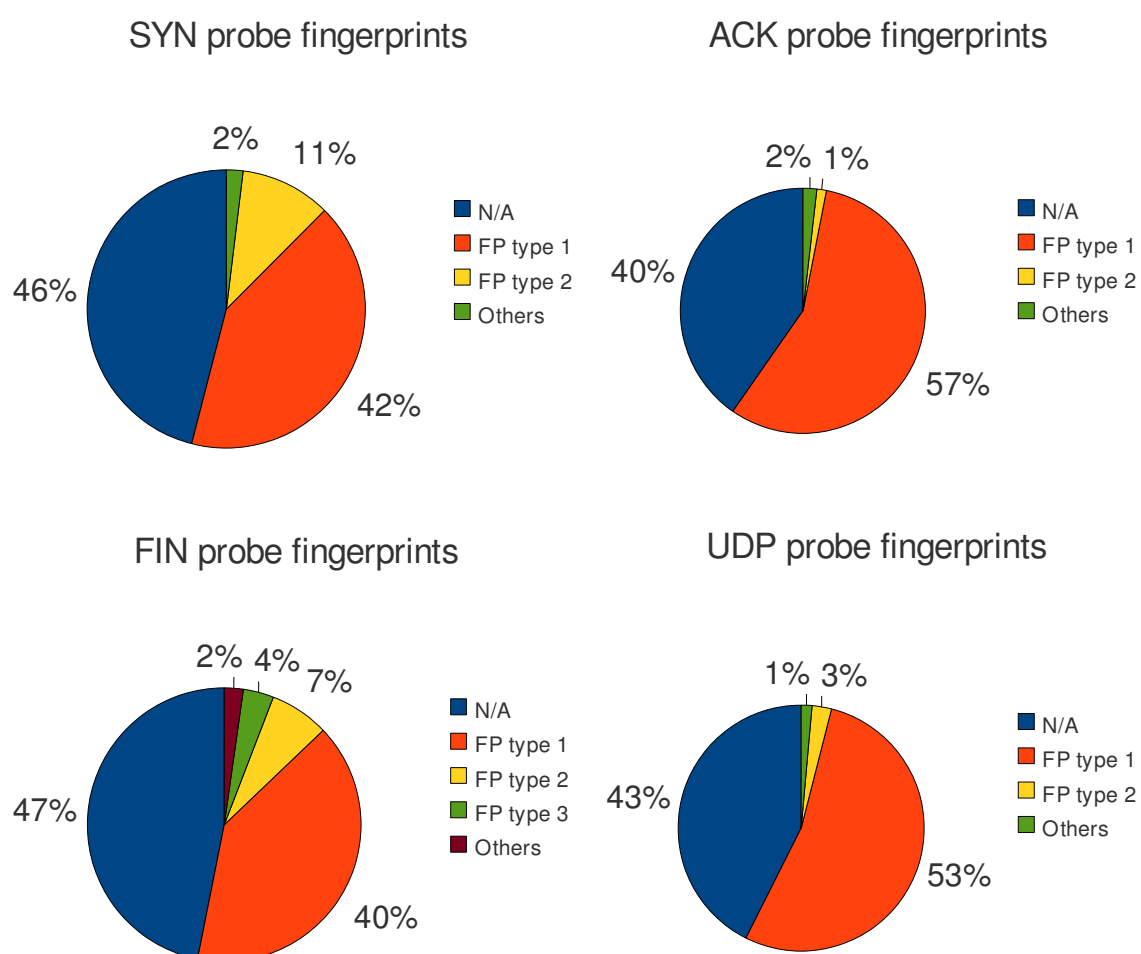 SYN probe fingerprints
2%
11%
46%
42%
N/A
FP type 1
FP type 2
Others
ACK probe fingerprints
2%
1%
40%
57%
N/A
FP type 1
FP type 2
Others
FIN probe fingerprints
2%
4%
7%
47%
40%
N/A
FP type 1
FP type 2
FP type 3
Others
UDP probe fingerprints
1%
3%
43%
53%
N/A
FP type 1
FP type 2
Others